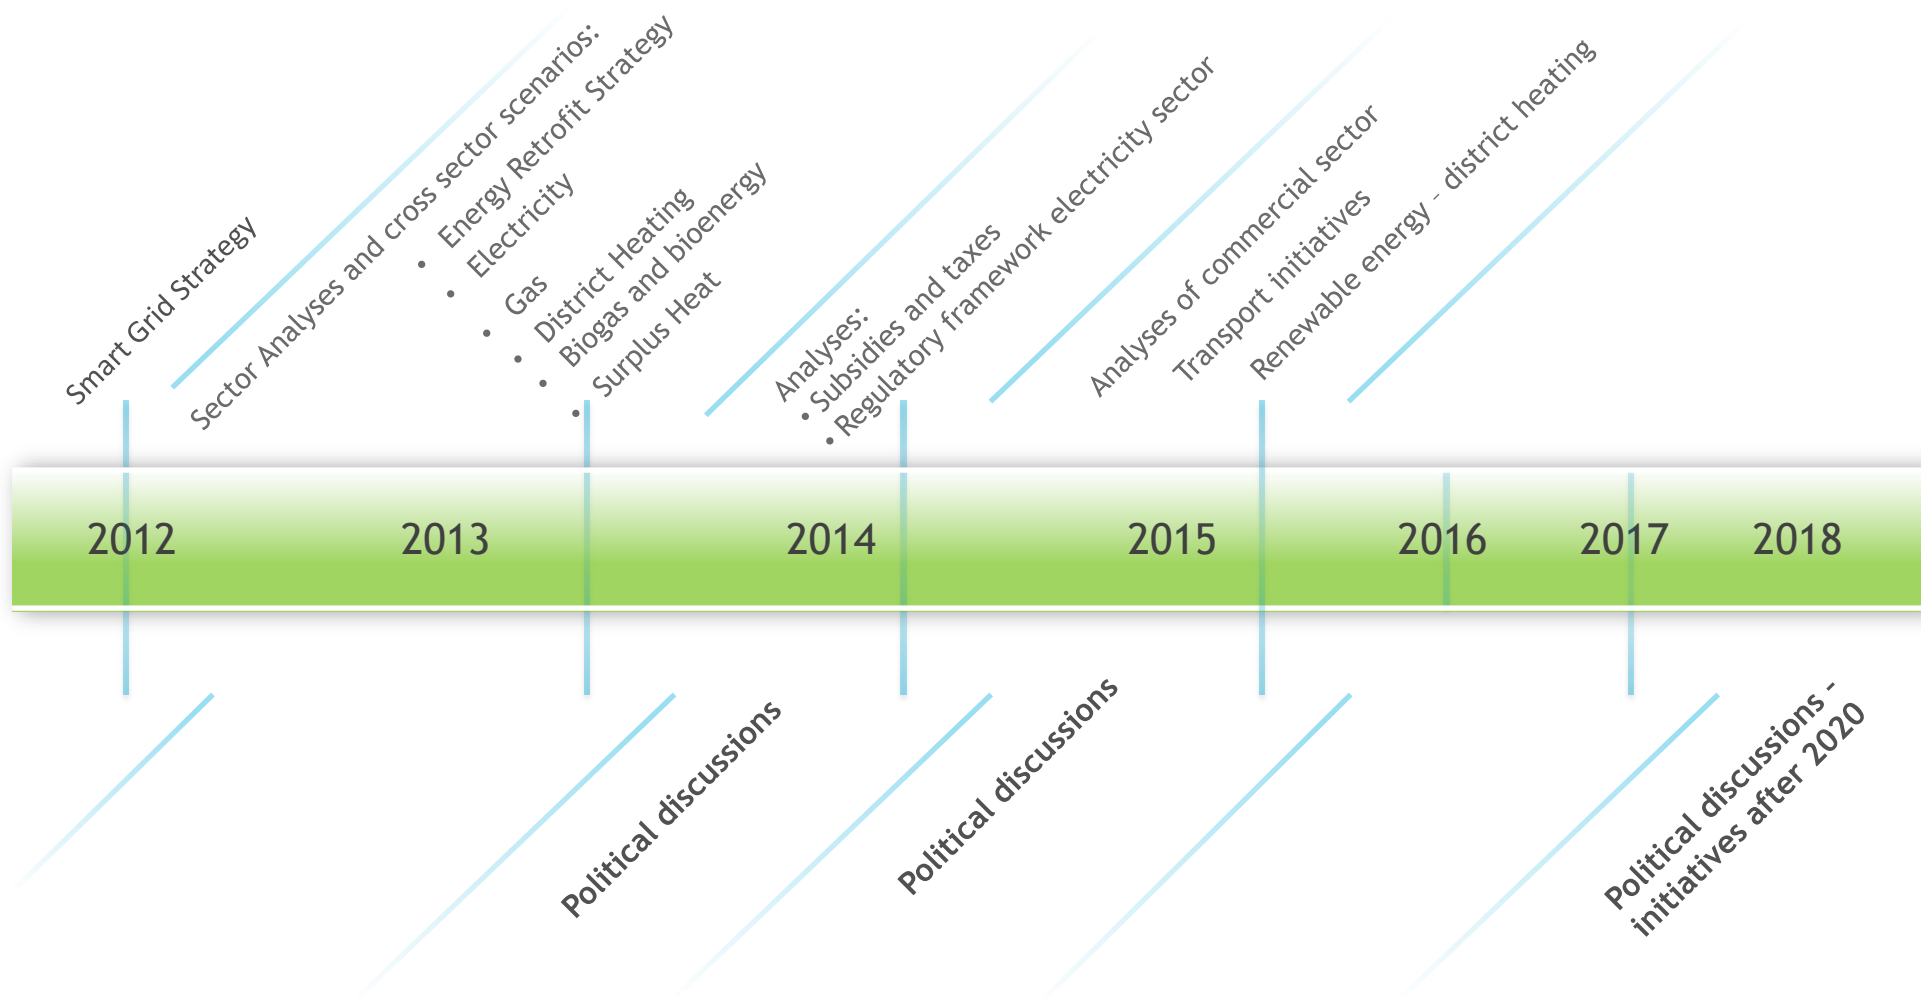 Smart Grid Strategy
Sector Analyses and cross sector scenarios:
• Energy Retrofit Strategy
• Electricity
• Gas
• District Heating
• Biogas and bioenergy
• Surplus Heat
Analyses:
• Subsidies and taxes
• Regulatory framework electricity sector
Analyses of commercial sector
Transport initiatives
Renewable energy - district heating
2012
2013
2014
2015
2016
2017
2018
Political discussions
Political discussions
Political discussions -
initiatives after 2020